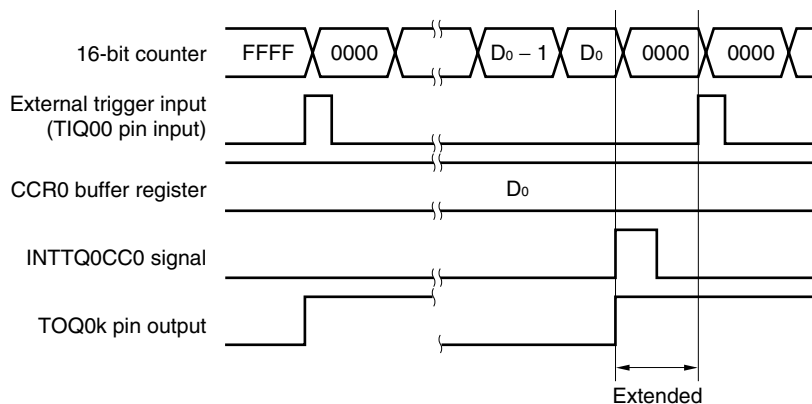 16-bit counter FFFF 0000 D0 − 1 D0 0000 0000
External trigger input
(TIQ00 pin input)
CCR0 buffer register D0
INTTQ0CC0 signal
TOQ0k pin output
Extended